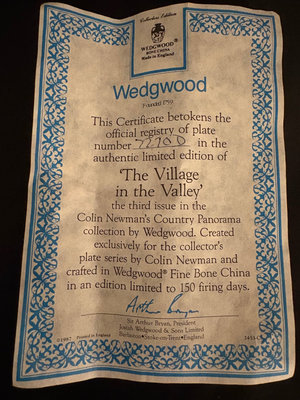 Collectors Edition
WEDGWOOD
BONE CHINA
Made in England
Wedgwood
Founded 1759
This Certificate betokens the
official registry of plate
number in the
authentic limited edition of
'The Village
in the Valley'
the third issue in the
Colin Newman's Country Panorama
collection by Wedgwood. Created
exclusively for the collector's
plate series by Colin Newman and
crafted in Wedgwood® Fine Bone China
in an edition limited to 150 firing days.
Arthur Bryan
Sir Arthur Bryan, President
Josiah Wedgwood & Sons Limited
Barlaston•Stoke-on-Trent•England
©1987 Printed in England